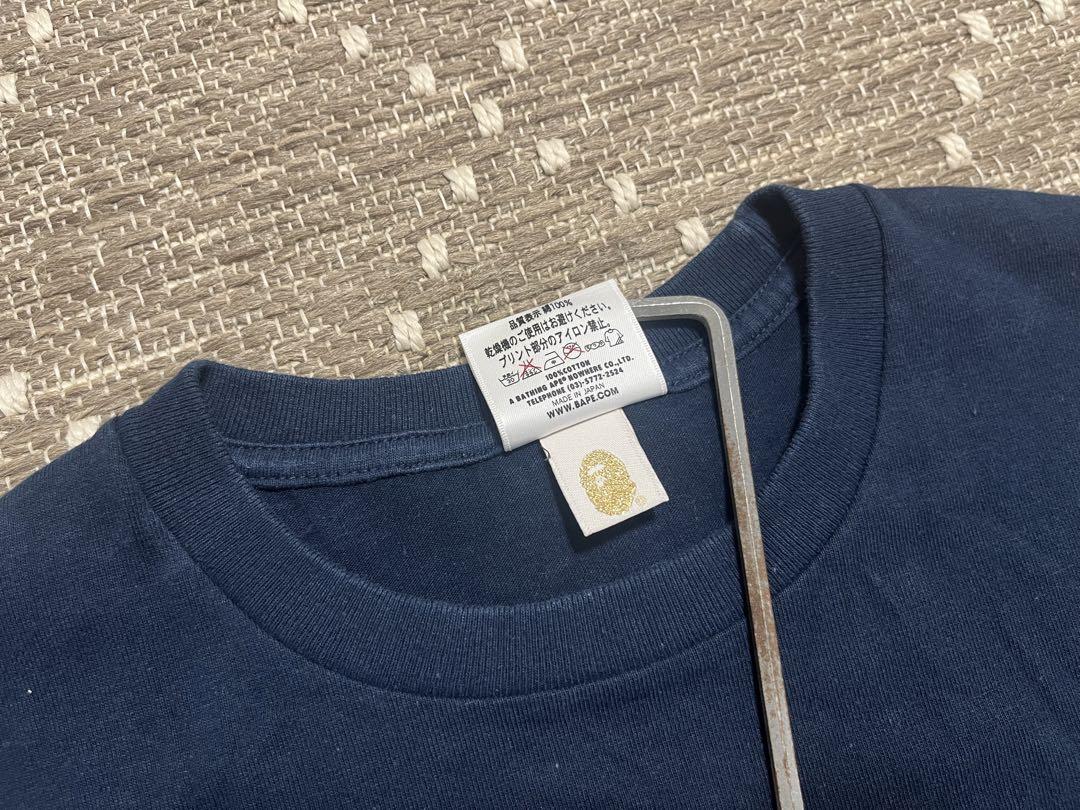 品質表示 綿100%
乾燥機のご使用はお避けください。
プリント部分のアイロン禁止。
100%COTTON
A BATHING APE® NOWHERE CO.,LTD.
TELEPHONE (03)-5772-2524
MADE IN JAPAN
WWW.BAPE.COM